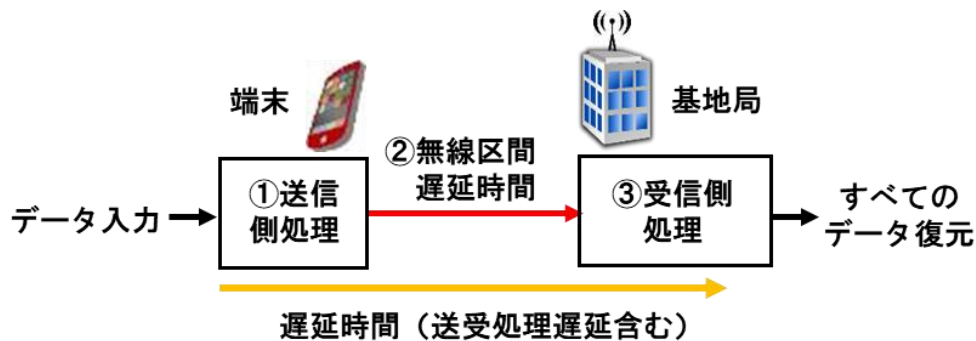 端末
基地局
②無線区間
遅延時間
データ入力
①送信
側処理
③受信側
処理
すべての
データ復元
遅延時間（送受処理遅延含む）